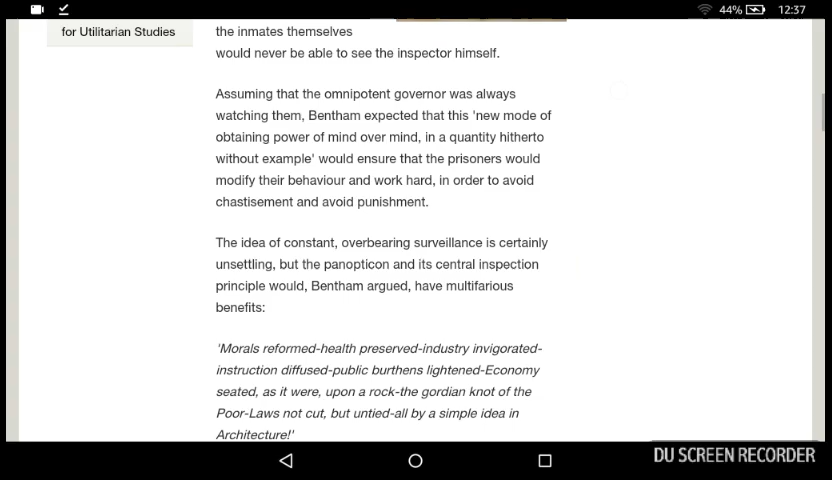 44% 12:37
for Utilitarian Studies
the inmates themselves
would never be able to see the inspector himself.
Assuming that the omnipotent governor was always
watching them, Bentham expected that this 'new mode of
obtaining power of mind over mind, in a quantity hitherto
without example' would ensure that the prisoners would
modify their behaviour and work hard, in order to avoid
chastisement and avoid punishment.
The idea of constant, overbearing surveillance is certainly
unsettling, but the panopticon and its central inspection
principle would, Bentham argued, have multifarious
benefits:
'Morals reformed-health preserved-industry invigorated-
instruction diffused-public burthens lightened-Economy
seated, as it were, upon a rock-the gordian knot of the
Poor-Laws not cut, but untied-all by a simple idea in
Architecture!'
DU SCREEN RECORDER